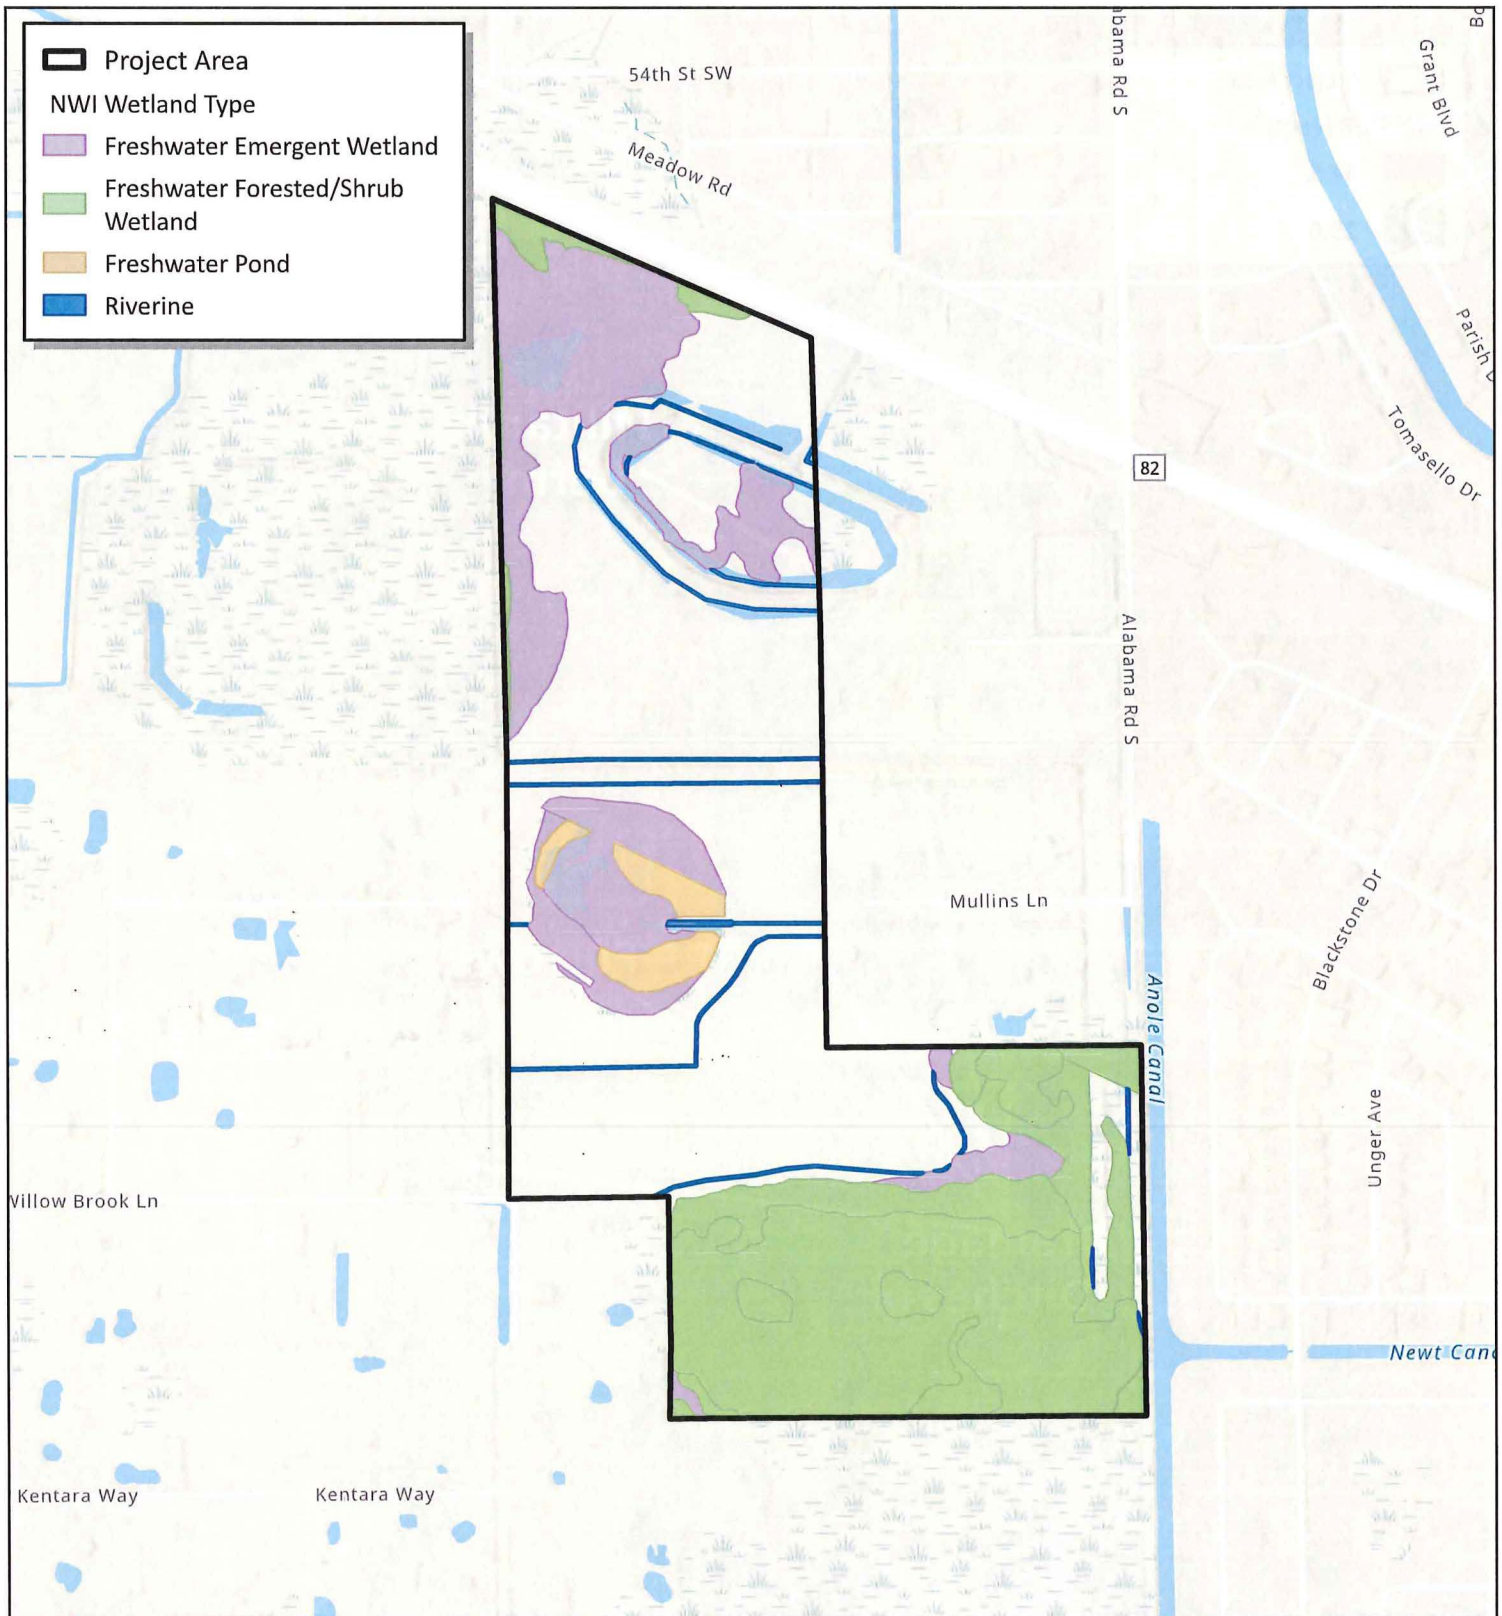 Project Area
NWI Wetland Type
Freshwater Emergent Wetland
Freshwater Forested/Shrub
Wetland
Freshwater Pond
Riverine
54th St SW
Meadow Rd
bama Rd S
Grant Blvd
Parish
Tomasello Dr
82
Alabama Rd S
Mullins Ln
Blackstone Dr
Anole Canal
Unger Ave
Willow Brook Ln
Newt Can
Kentara Way
Kentara Way